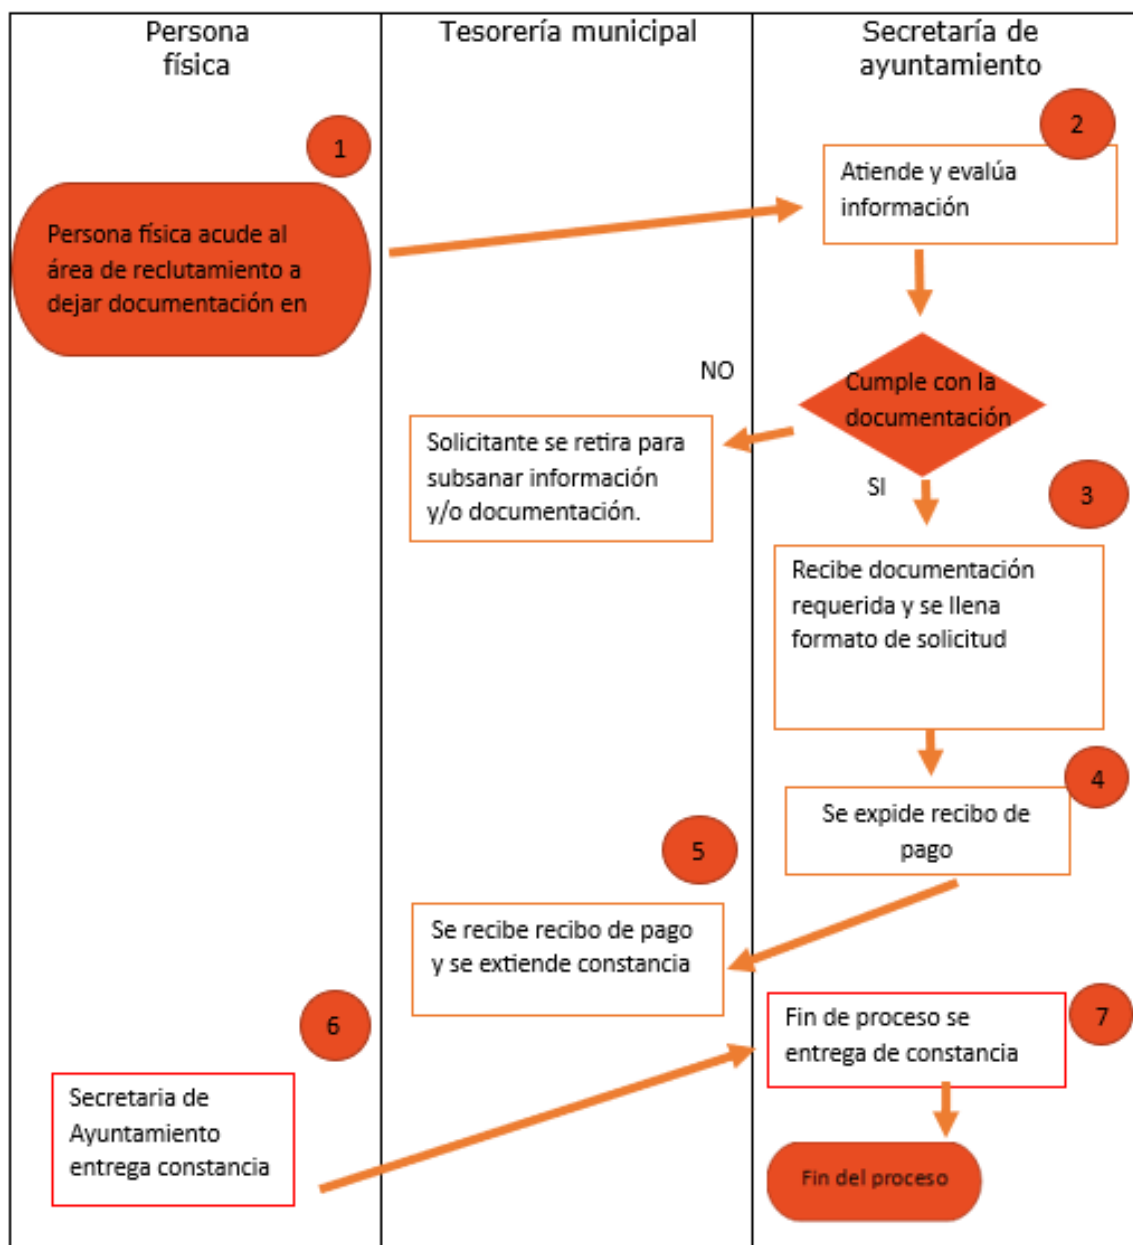 Persona
física
Tesorería municipal
Secretaría de
ayuntamiento
1
Persona física acude al
área de reclutamiento a
dejar documentación en
2
Atiende y evalúa
información
Cumple con la
documentación
NO
Solicitante se retira para
subsanar información
y/o documentación.
SI
3
Recibe documentación
requerida y se llena
formato de solicitud
4
Se expide recibo de
pago
5
Se recibe recibo de pago
y se extiende constancia
6
Secretaria de
Ayuntamiento
entrega constancia
7
Fin de proceso se
entrega de constancia
Fin del proceso